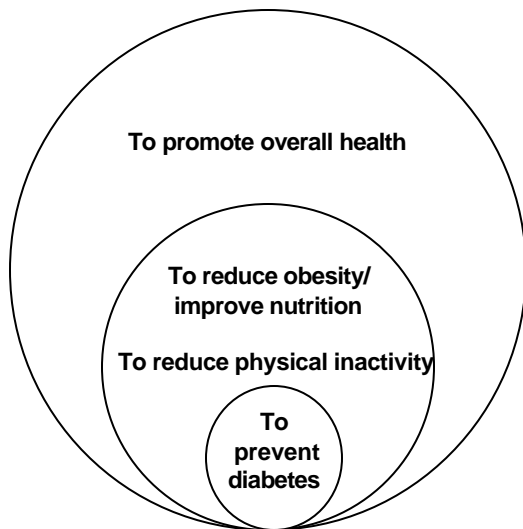 To promote overall health
To reduce obesity/
improve nutrition
To reduce physical inactivity
To
prevent
diabetes